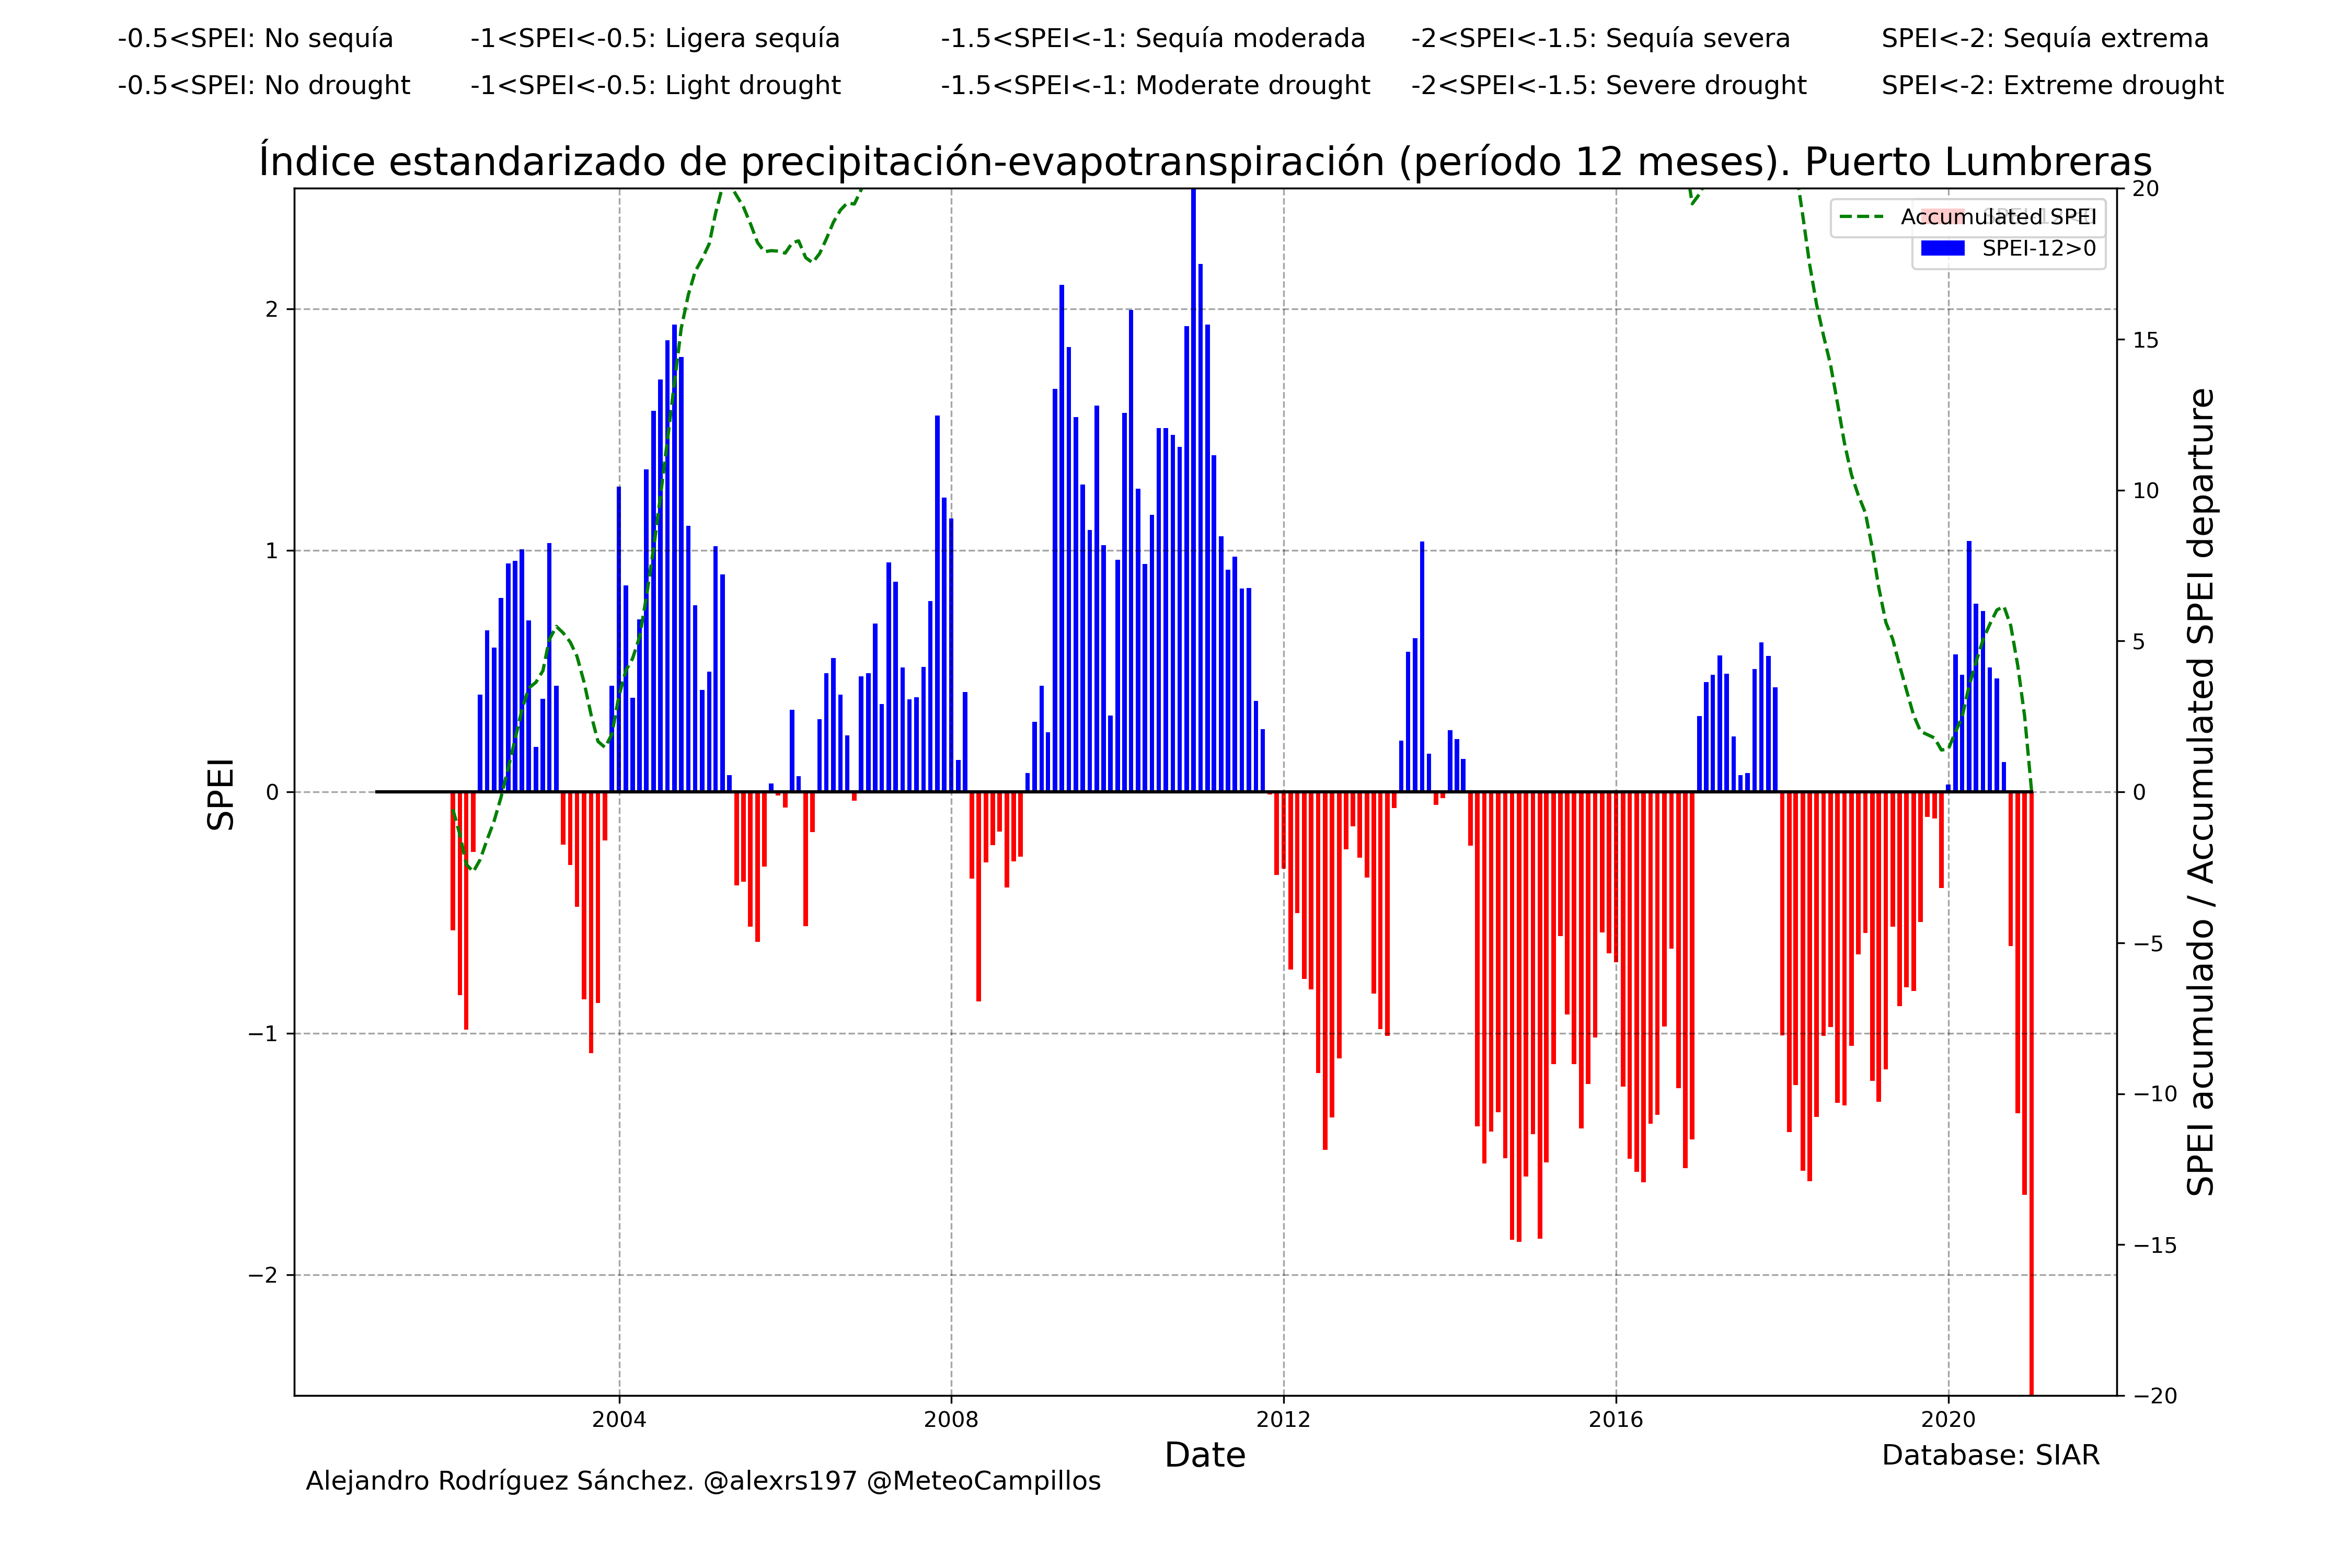 -0.5<SPEI: No sequía -1<SPEI<-0.5: Ligera sequía -1.5<SPEI<-1: Sequía moderada -2<SPEI<-1.5: Sequía severa SPEI<-2: Sequía extrema
-0.5<SPEI: No drought -1<SPEI<-0.5: Light drought -1.5<SPEI<-1: Moderate drought -2<SPEI<-1.5: Severe drought SPEI<-2: Extreme drought
Índice estandarizado de precipitación-evapotranspiración (período 12 meses). Puerto Lumbreras
Accumulated SPEI
SPEI-12>0
SPEI
2
1
0
−1
−2
20
15
10
5
0
−5
−10
−15
−20
SPEI acumulado / Accumulated SPEI departure
2004 2008 2012 2016 2020
Date
Database: SIAR
Alejandro Rodríguez Sánchez. @alexrs197 @MeteoCampillos